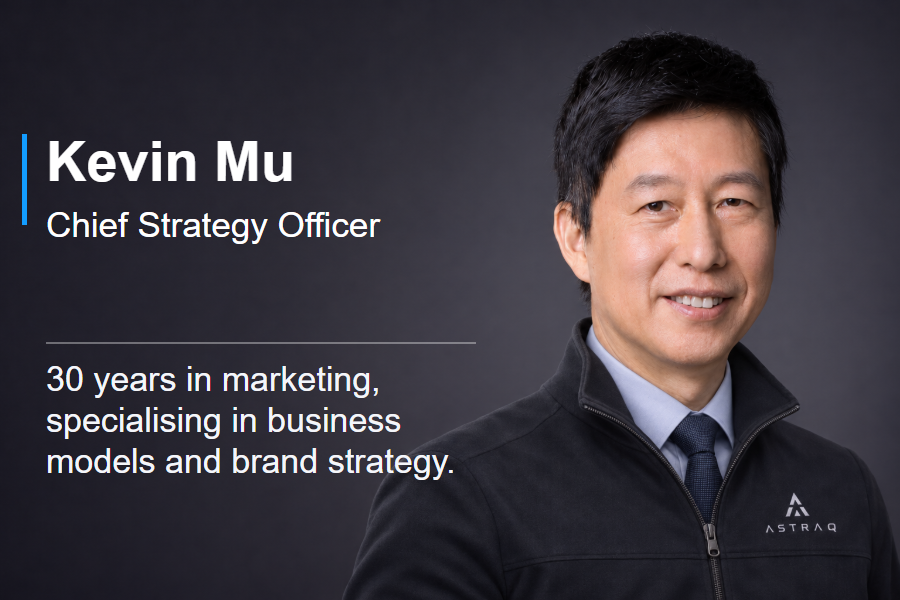 Kevin Mu
Chief Strategy Officer
30 years in marketing,
specialising in business
models and brand strategy.
ASTRAQ